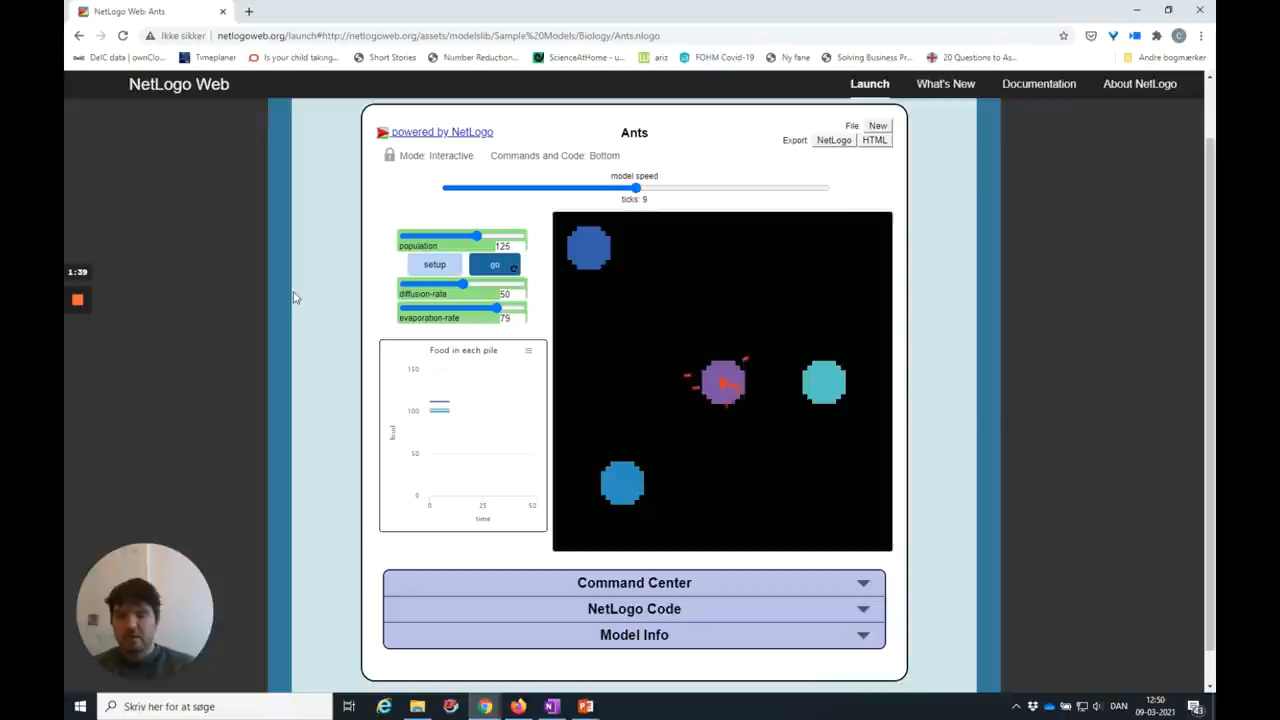 NetLogo Web: Ants
Ikke sikker
netlogoweb.org/launch#http://netlogoweb.org/assets/modelslib/Sample%20Models/Biology/Ants.nlogo
DelC data | ownClo...
Timeplaner
Is your child taking...
Short Stories
Number Reduction...
ScienceAtHome - u...
ariz
FOHM Covid-19
Ny fane
Solving Business Pr...
20 Questions to As...
Andre bogmærker
NetLogo Web
Launch
What's New
Documentation
About NetLogo
powered by NetLogo
Ants
File: New
Export: NetLogo HTML
Mode: Interactive
Commands and Code: Bottom
model speed
ticks: 9
population 125
setup
go
diffusion-rate 50
evaporation-rate 79
1:39
Food in each pile
150
100
50
0
food
0 25 50
time
Command Center
NetLogo Code
Model Info
Skriv her for at søge
DAN
12:50
09-03-2021